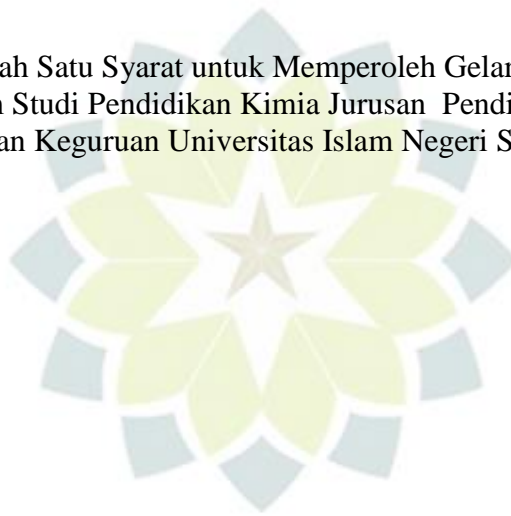 ah Satu Syarat untuk Memperoleh Gelar
Studi Pendidikan Kimia Jurusan Pendi
an Keguruan Universitas Islam Negeri S